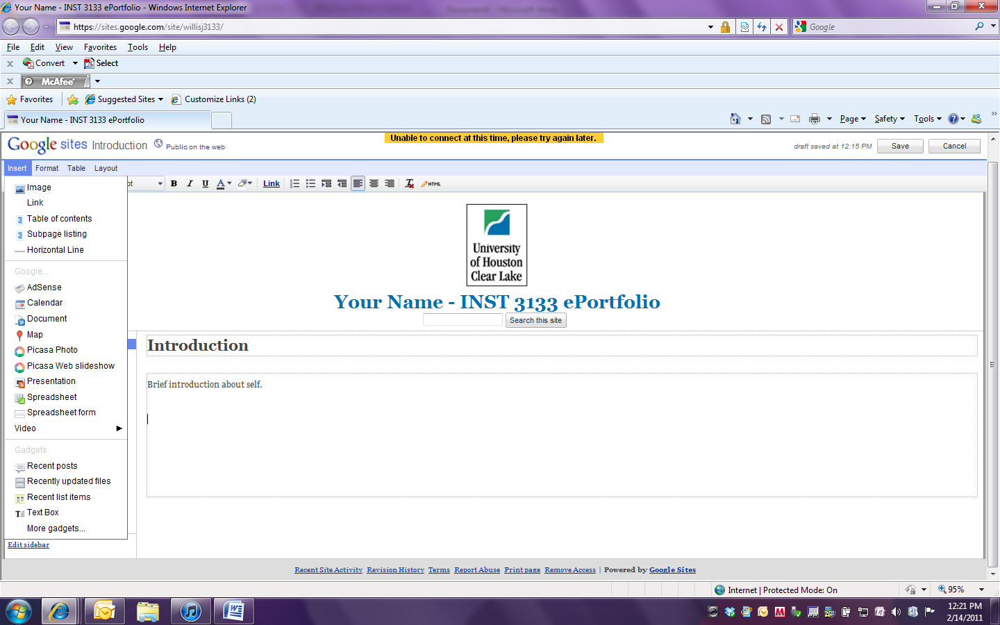 Your Name - INST 3133 ePortfolio - Windows Internet Explorer
https://sites.google.com/site/willisj3133/
Google
File Edit View Favorites Tools Help
x Convert Select
x McAfee
Favorites Suggested Sites Customize Links (2)
Your Name - INST 3133 ePortfolio
Page Safety Tools
Unable to connect at this time, please try again later.
Google sites Introduction Public on the web
draft saved at 12:15 PM Save Cancel
Insert Format Table Layout
B I U A Link HTML
Image
Link
Table of contents
Subpage listing
Horizontal Line
Google...
AdSense
Calendar
Document
Map
Picasa Photo
Picasa Web slideshow
Presentation
Spreadsheet
Spreadsheet form
Video
Gadgets
Recent posts
Recently updated files
Recent list items
Text Box
More gadgets...
Edit sidebar
University
of Houston
Clear Lake
Your Name - INST 3133 ePortfolio
Search this site
Introduction
Brief introduction about self.
Recent Site Activity Revision History Terms Report Abuse Print page Remove Access | Powered by Google Sites
Internet | Protected Mode: On
95%
12:21 PM
2/14/2011